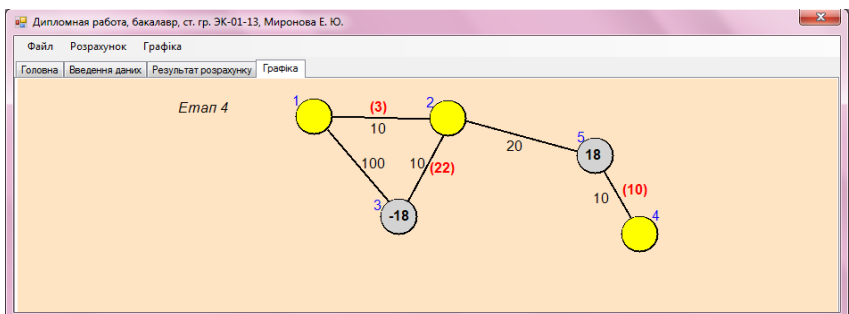 Дипломная работа, бакалавр, ст. гр. ЭК-01-13, Миронова Е. Ю.
Файл Розрахунок Графіка
Головна Введення даних Результат розрахунку Графіка
Етап 4
1 (3) 2
10
5
20 18
100 10 (22)
10 (10)
3 -18 4